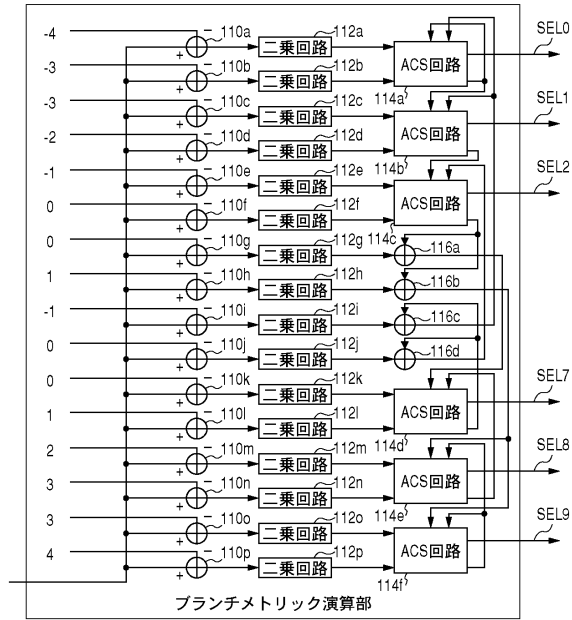 -4 − 110a 112a SEL0
+ 二乗回路
-3 − 110b 112b ACS回路
+ 二乗回路 114a
-3 − 110c 112c SEL1
+ 二乗回路
-2 − 110d 112d ACS回路
+ 二乗回路 114b
-1 − 110e 112e SEL2
+ 二乗回路
0 − 110f 112f ACS回路
+ 二乗回路 114c
0 − 110g 112g 116a
+ 二乗回路
1 − 110h 112h 116b
+ 二乗回路
-1 − 110i 112i 116c
+ 二乗回路
0 − 110j 112j 116d
+ 二乗回路
0 − 110k 112k SEL7
+ 二乗回路
1 − 110l 112l ACS回路
+ 二乗回路 114d
2 − 110m 112m SEL8
+ 二乗回路
3 − 110n 112n ACS回路
+ 二乗回路 114e
3 − 110o 112o SEL9
+ 二乗回路
4 − 110p 112p ACS回路
+ 二乗回路 114f
ブランチメトリック演算部